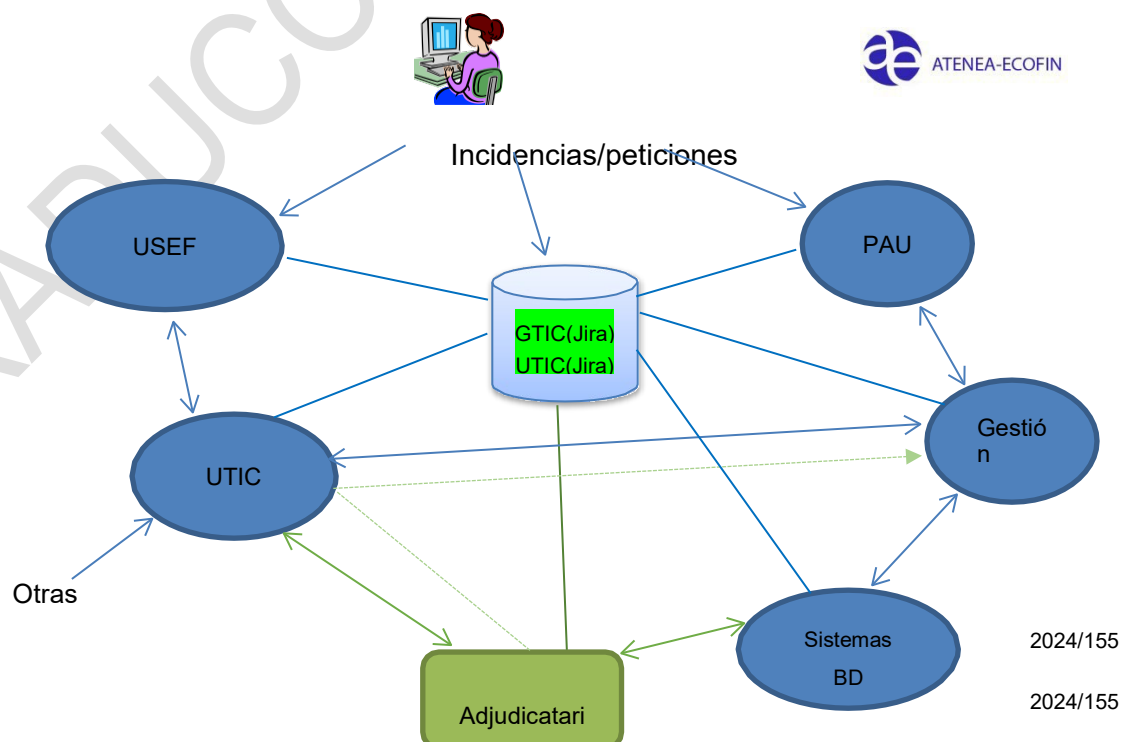 ATENEA-ECOFIN
Incidencias/peticiones
USEF
PAU
GTIC(Jira)
UTIC(Jira)
Gestió
n
UTIC
Otras
Sistemas
BD
2024/155
2024/155
Adjudicatari